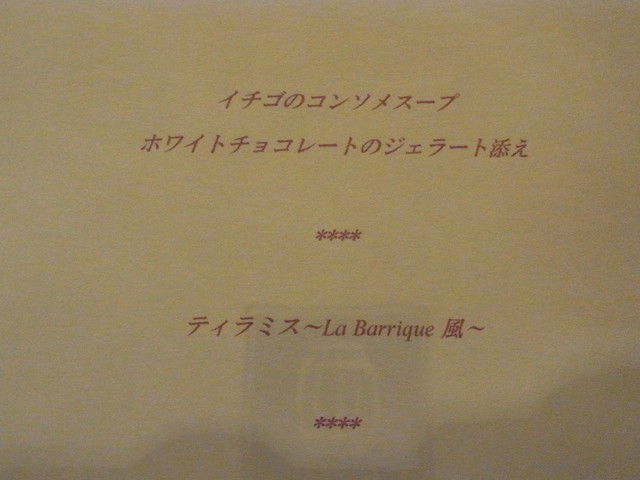 イチゴのコンソメスープ
ホワイトチョコレートのジェラート添え
****
ティラミス～La Barrique 風～
****